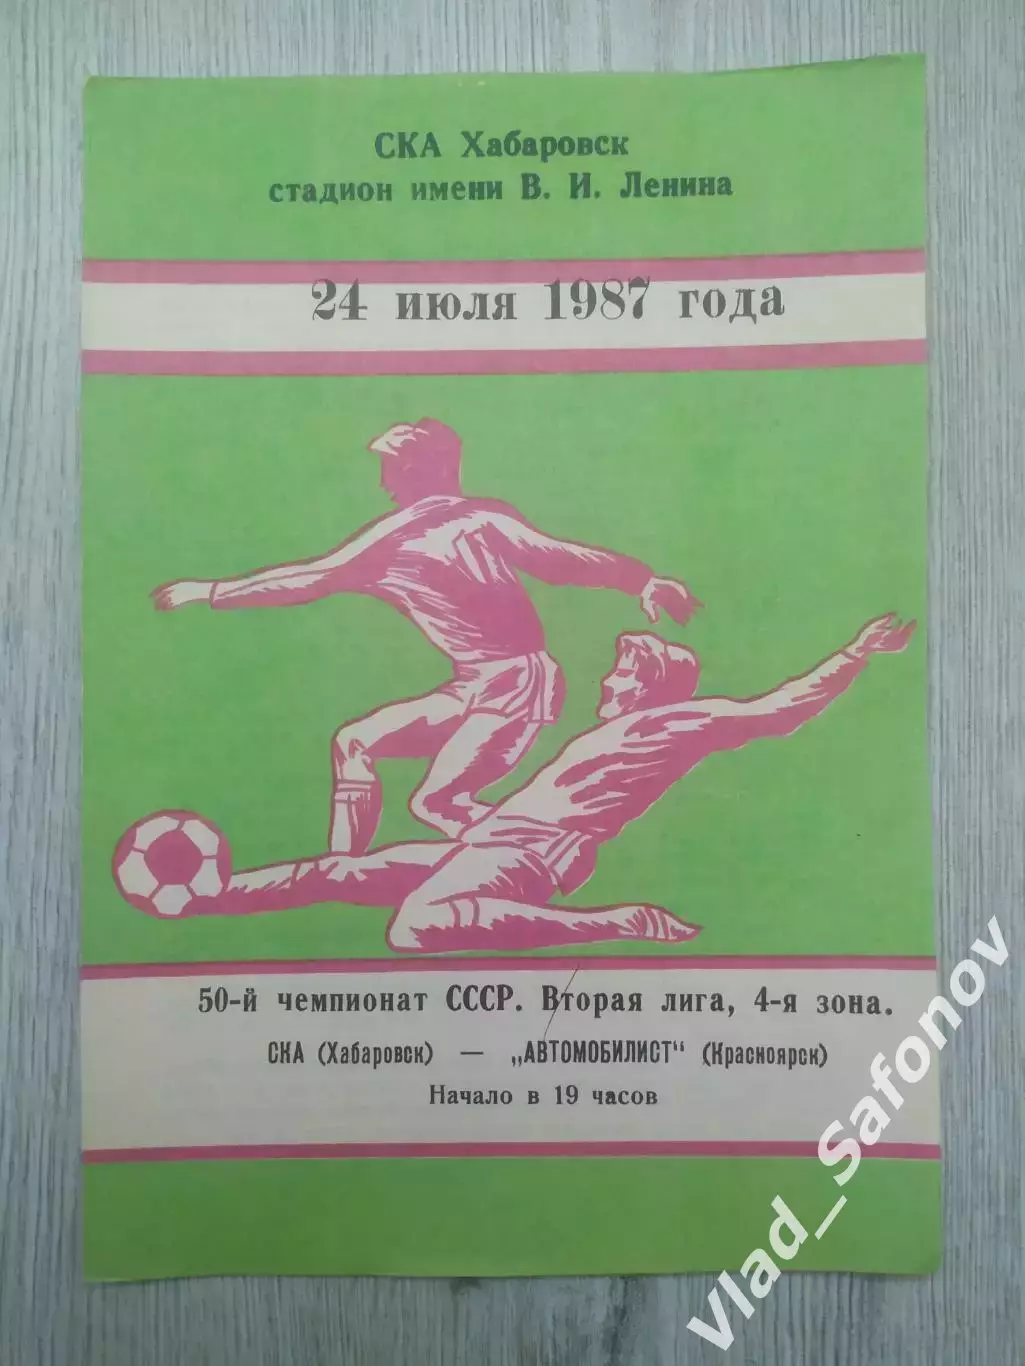 СКА Хабаровск
стадион имени В. И. Ленина
24 июля 1987 года
50-й чемпионат СССР. Вторая лига, 4-я зона.
СКА (Хабаровск) — „АВТОМОБИЛИСТ“ (Красноярск)
Начало в 19 часов
Vlad_Safonov